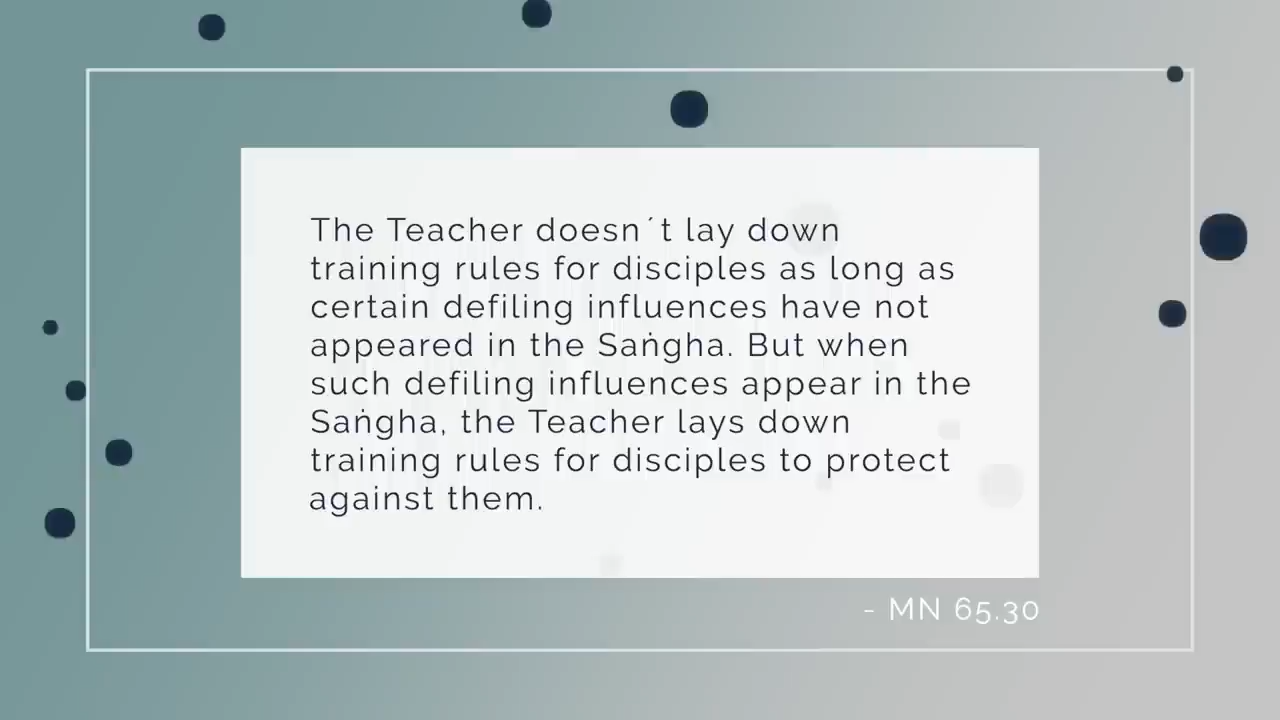 The Teacher doesn´t lay down
training rules for disciples as long as
certain defiling influences have not
appeared in the Saṅgha. But when
such defiling influences appear in the
Saṅgha, the Teacher lays down
training rules for disciples to protect
against them.
- MN 65.30